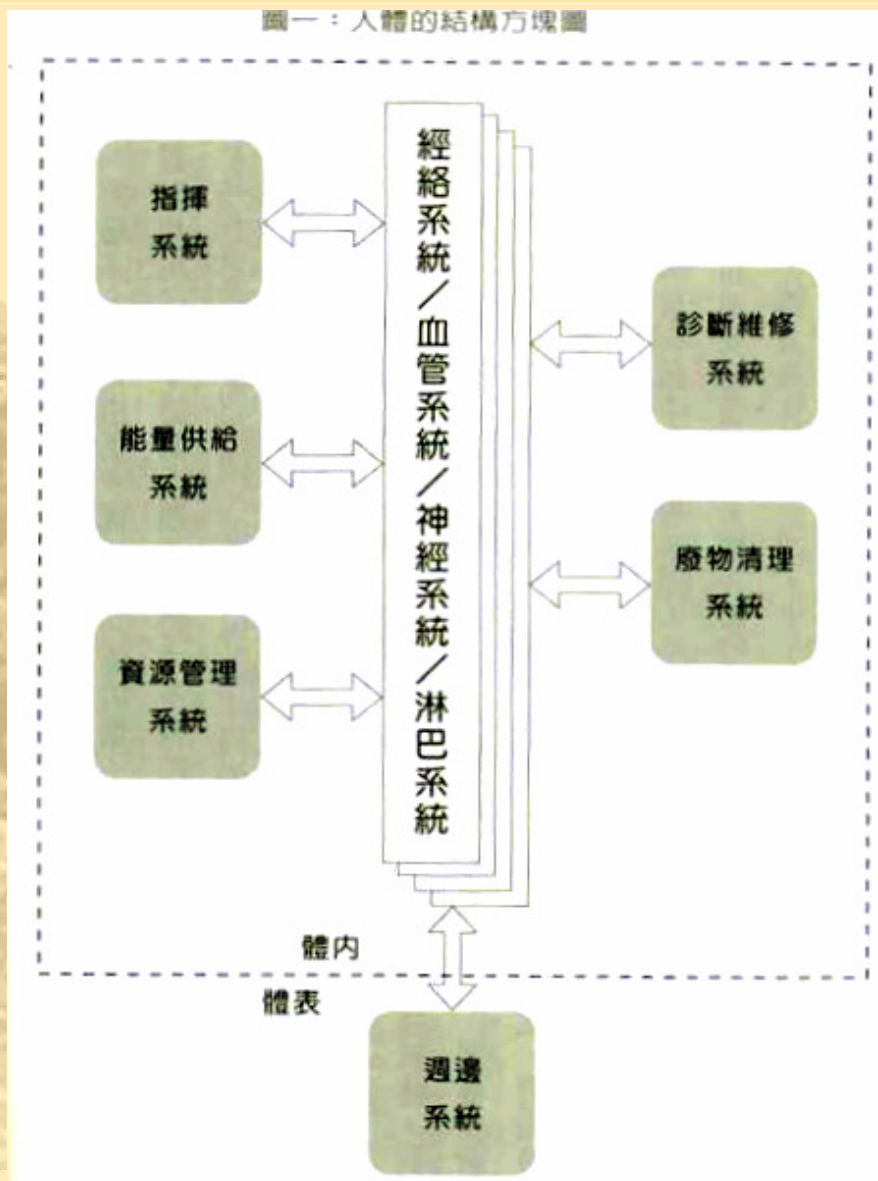 圖一：人體的結構方塊圖
指揮
系統
能量供給
系統
資源管理
系統
經絡系統／血管系統／神經系統／淋巴系統
診斷維修
系統
廢物清理
系統
體內
體表
週邊
系統